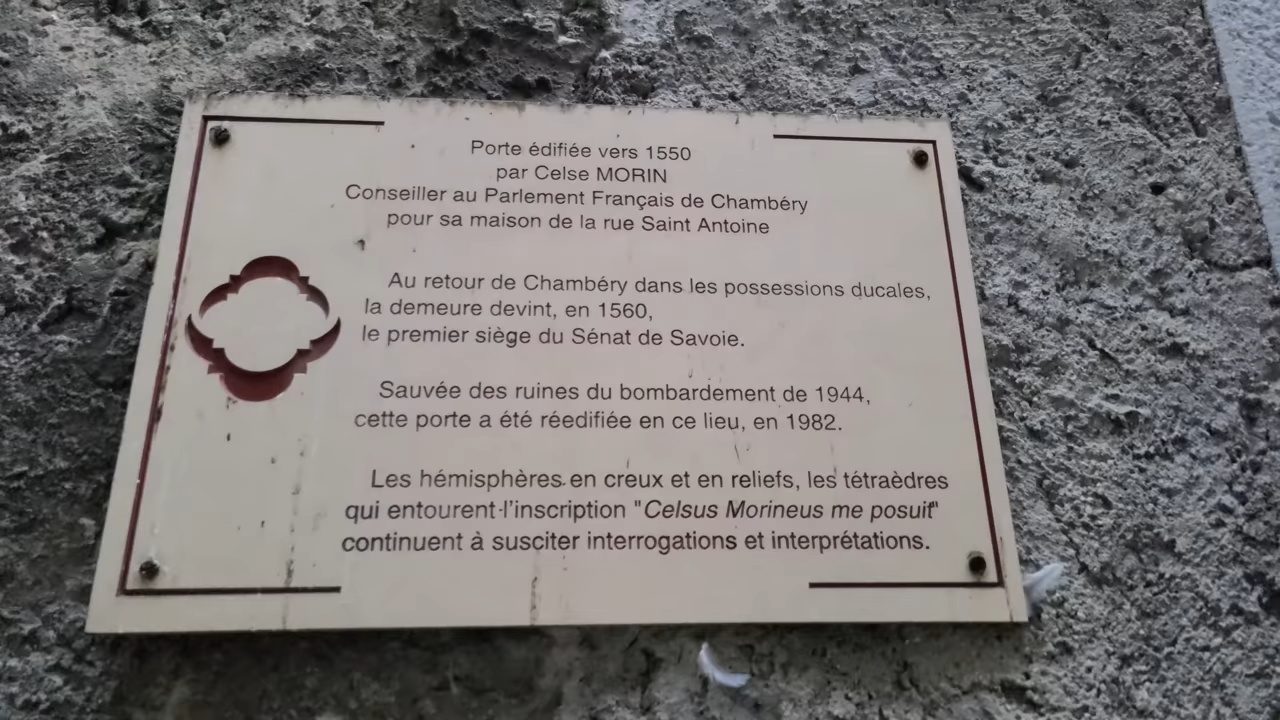 Porte édifiée vers 1550
par Celse MORIN
Conseiller au Parlement Français de Chambéry
pour sa maison de la rue Saint Antoine
Au retour de Chambéry dans les possessions ducales,
la demeure devint, en 1560,
le premier siège du Sénat de Savoie.
Sauvée des ruines du bombardement de 1944,
cette porte a été réedifiée en ce lieu, en 1982.
Les hémisphères en creux et en reliefs, les tétraèdres
qui entourent l'inscription "Celsus Morineus me posuit"
continuent à susciter interrogations et interprétations.